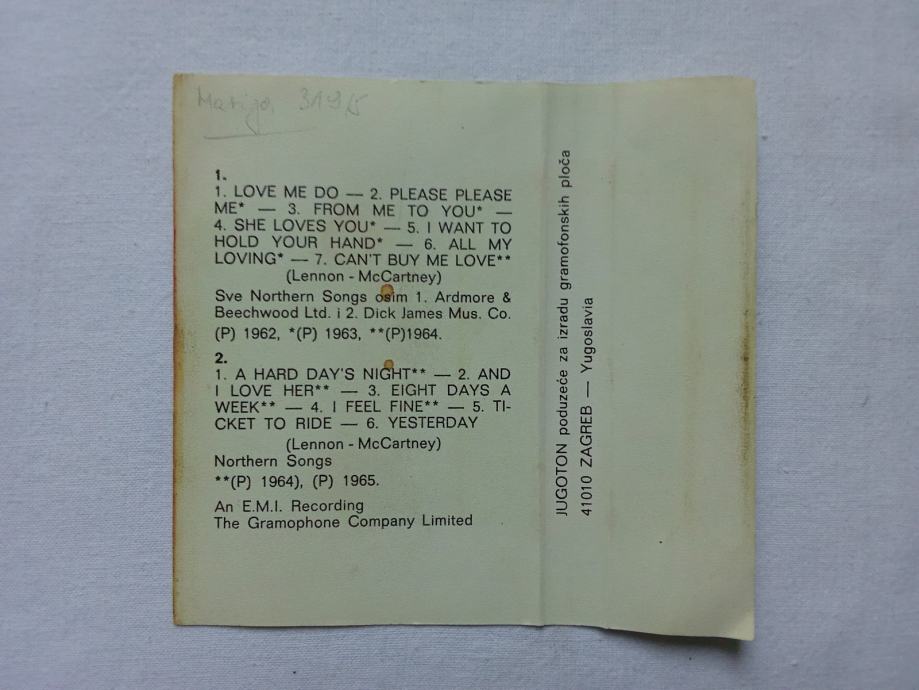 1.
1. LOVE ME DO — 2. PLEASE PLEASE
ME* — 3. FROM ME TO YOU* —
4. SHE LOVES YOU* — 5. I WANT TO
HOLD YOUR HAND* — 6. ALL MY
LOVING* — 7. CAN'T BUY ME LOVE**
(Lennon - McCartney)
Sve Northern Songs osim 1. Ardmore &
Beechwood Ltd. i 2. Dick James Mus. Co.
(P) 1962, *(P) 1963, **(P)1964.
2.
1. A HARD DAY'S NIGHT** — 2. AND
I LOVE HER** — 3. EIGHT DAYS A
WEEK** — 4. I FEEL FINE** — 5. TI-
CKET TO RIDE — 6. YESTERDAY
(Lennon - McCartney)
Northern Songs
**(P) 1964), (P) 1965.
An E.M.I. Recording
The Gramophone Company Limited
JUGOTON poduzeće za izradu gramofonskih ploča
41010 ZAGREB — Yugoslavia